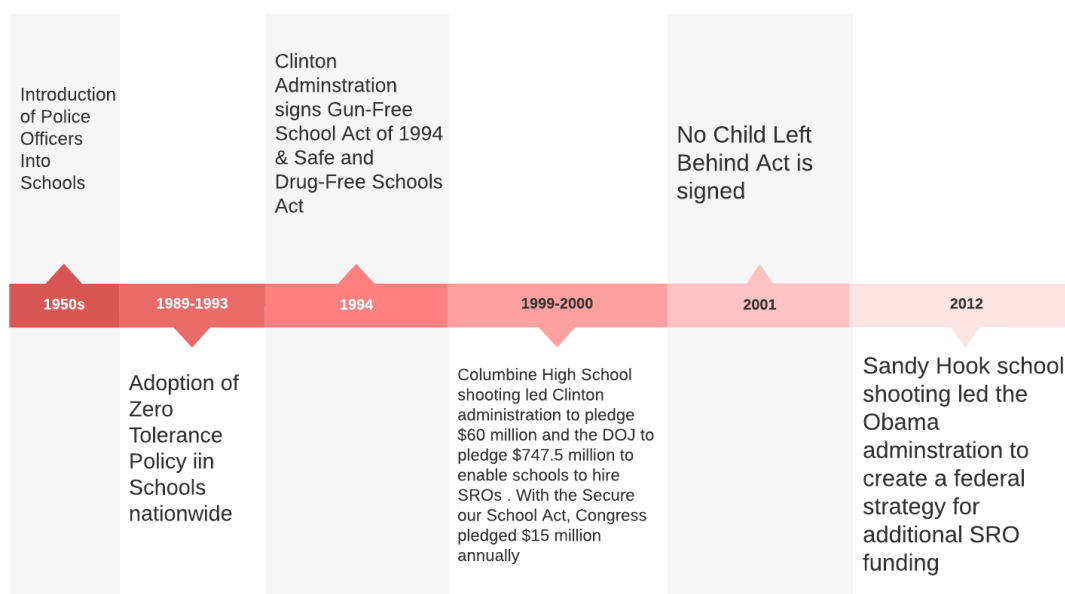 Introduction
of Police
Officers
Into
Schools
Clinton
Adminstration
signs Gun-Free
School Act of 1994
& Safe and
Drug-Free Schools
Act
No Child Left
Behind Act is
signed
1950s
1989-1993
1994
1999-2000
2001
2012
Adoption of
Zero
Tolerance
Policy iin
Schools
nationwide
Columbine High School
shooting led Clinton
administration to pledge
$60 million and the DOJ to
pledge $747.5 million to
enable schools to hire
SROs . With the Secure
our School Act, Congress
pledged $15 million
annually
Sandy Hook school
shooting led the
Obama
adminstration to
create a federal
strategy for
additional SRO
funding